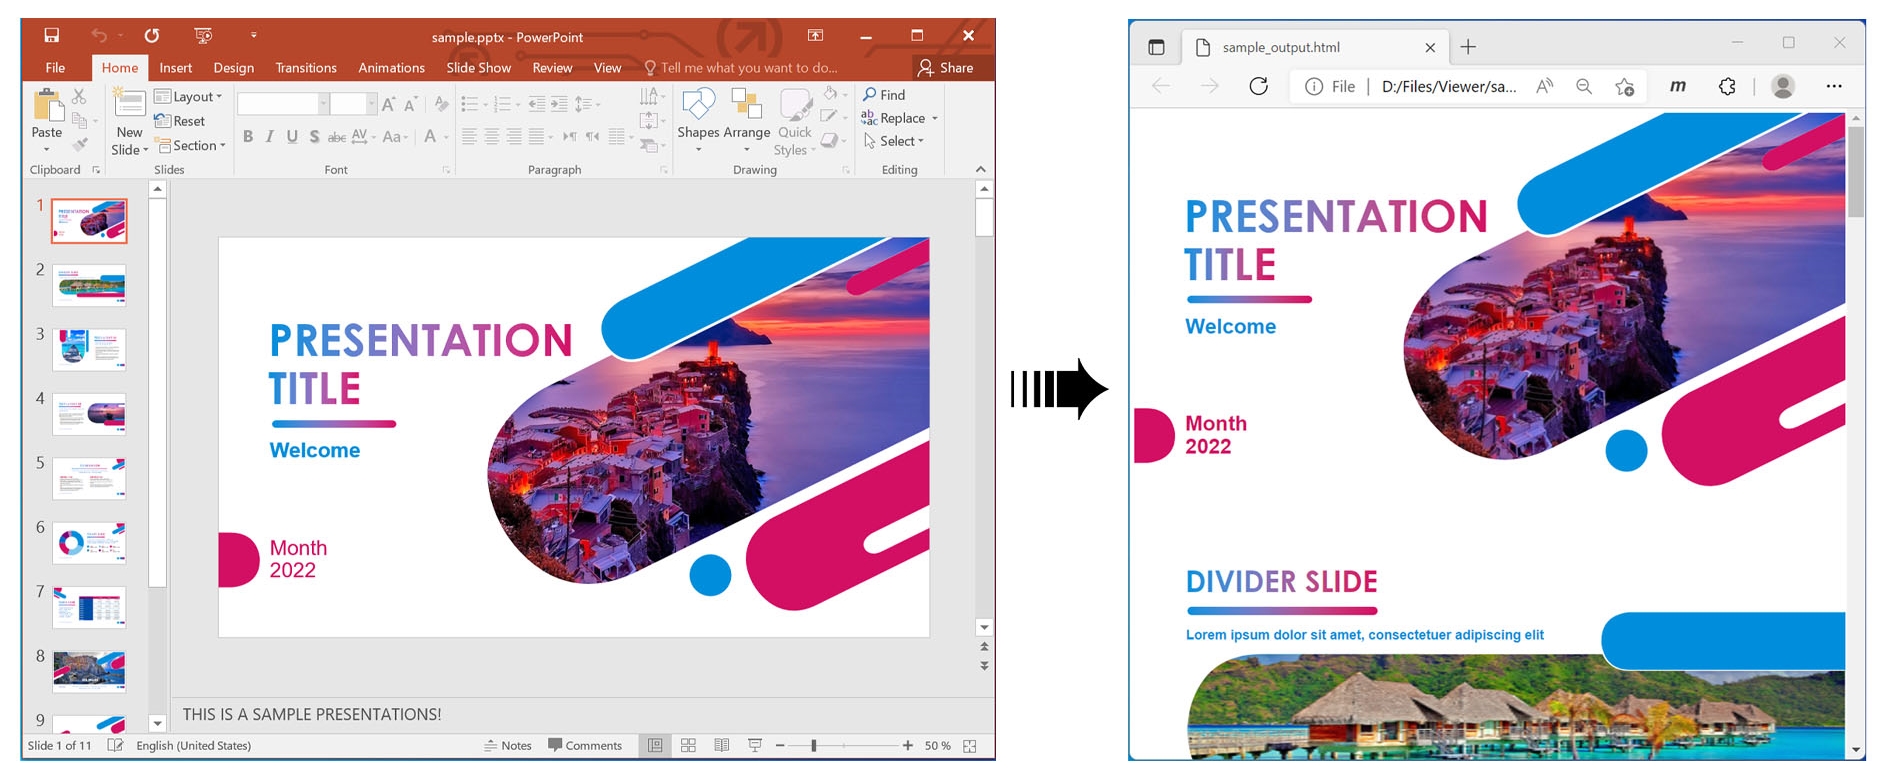 sample.pptx - PowerPoint
File Home Insert Design Transitions Animations Slide Show Review View Tell me what you want to do... Share
Paste
New
Slide
Layout
Reset
Section
B I U S abc AV Aa A
Shapes Arrange Quick
Styles
Find
Replace
Select
Clipboard Slides Font Paragraph Drawing Editing
1
2
3
4
5
6
7
8
9
PRESENTATION
TITLE
Welcome
Month
2022
THIS IS A SAMPLE PRESENTATIONS!
Slide 1 of 11 English (United States) Notes Comments 50 %
sample_output.html
File | D:/Files/Viewer/sa...
m
PRESENTATION
TITLE
Welcome
Month
2022
DIVIDER SLIDE
Lorem ipsum dolor sit amet, consectetuer adipiscing elit